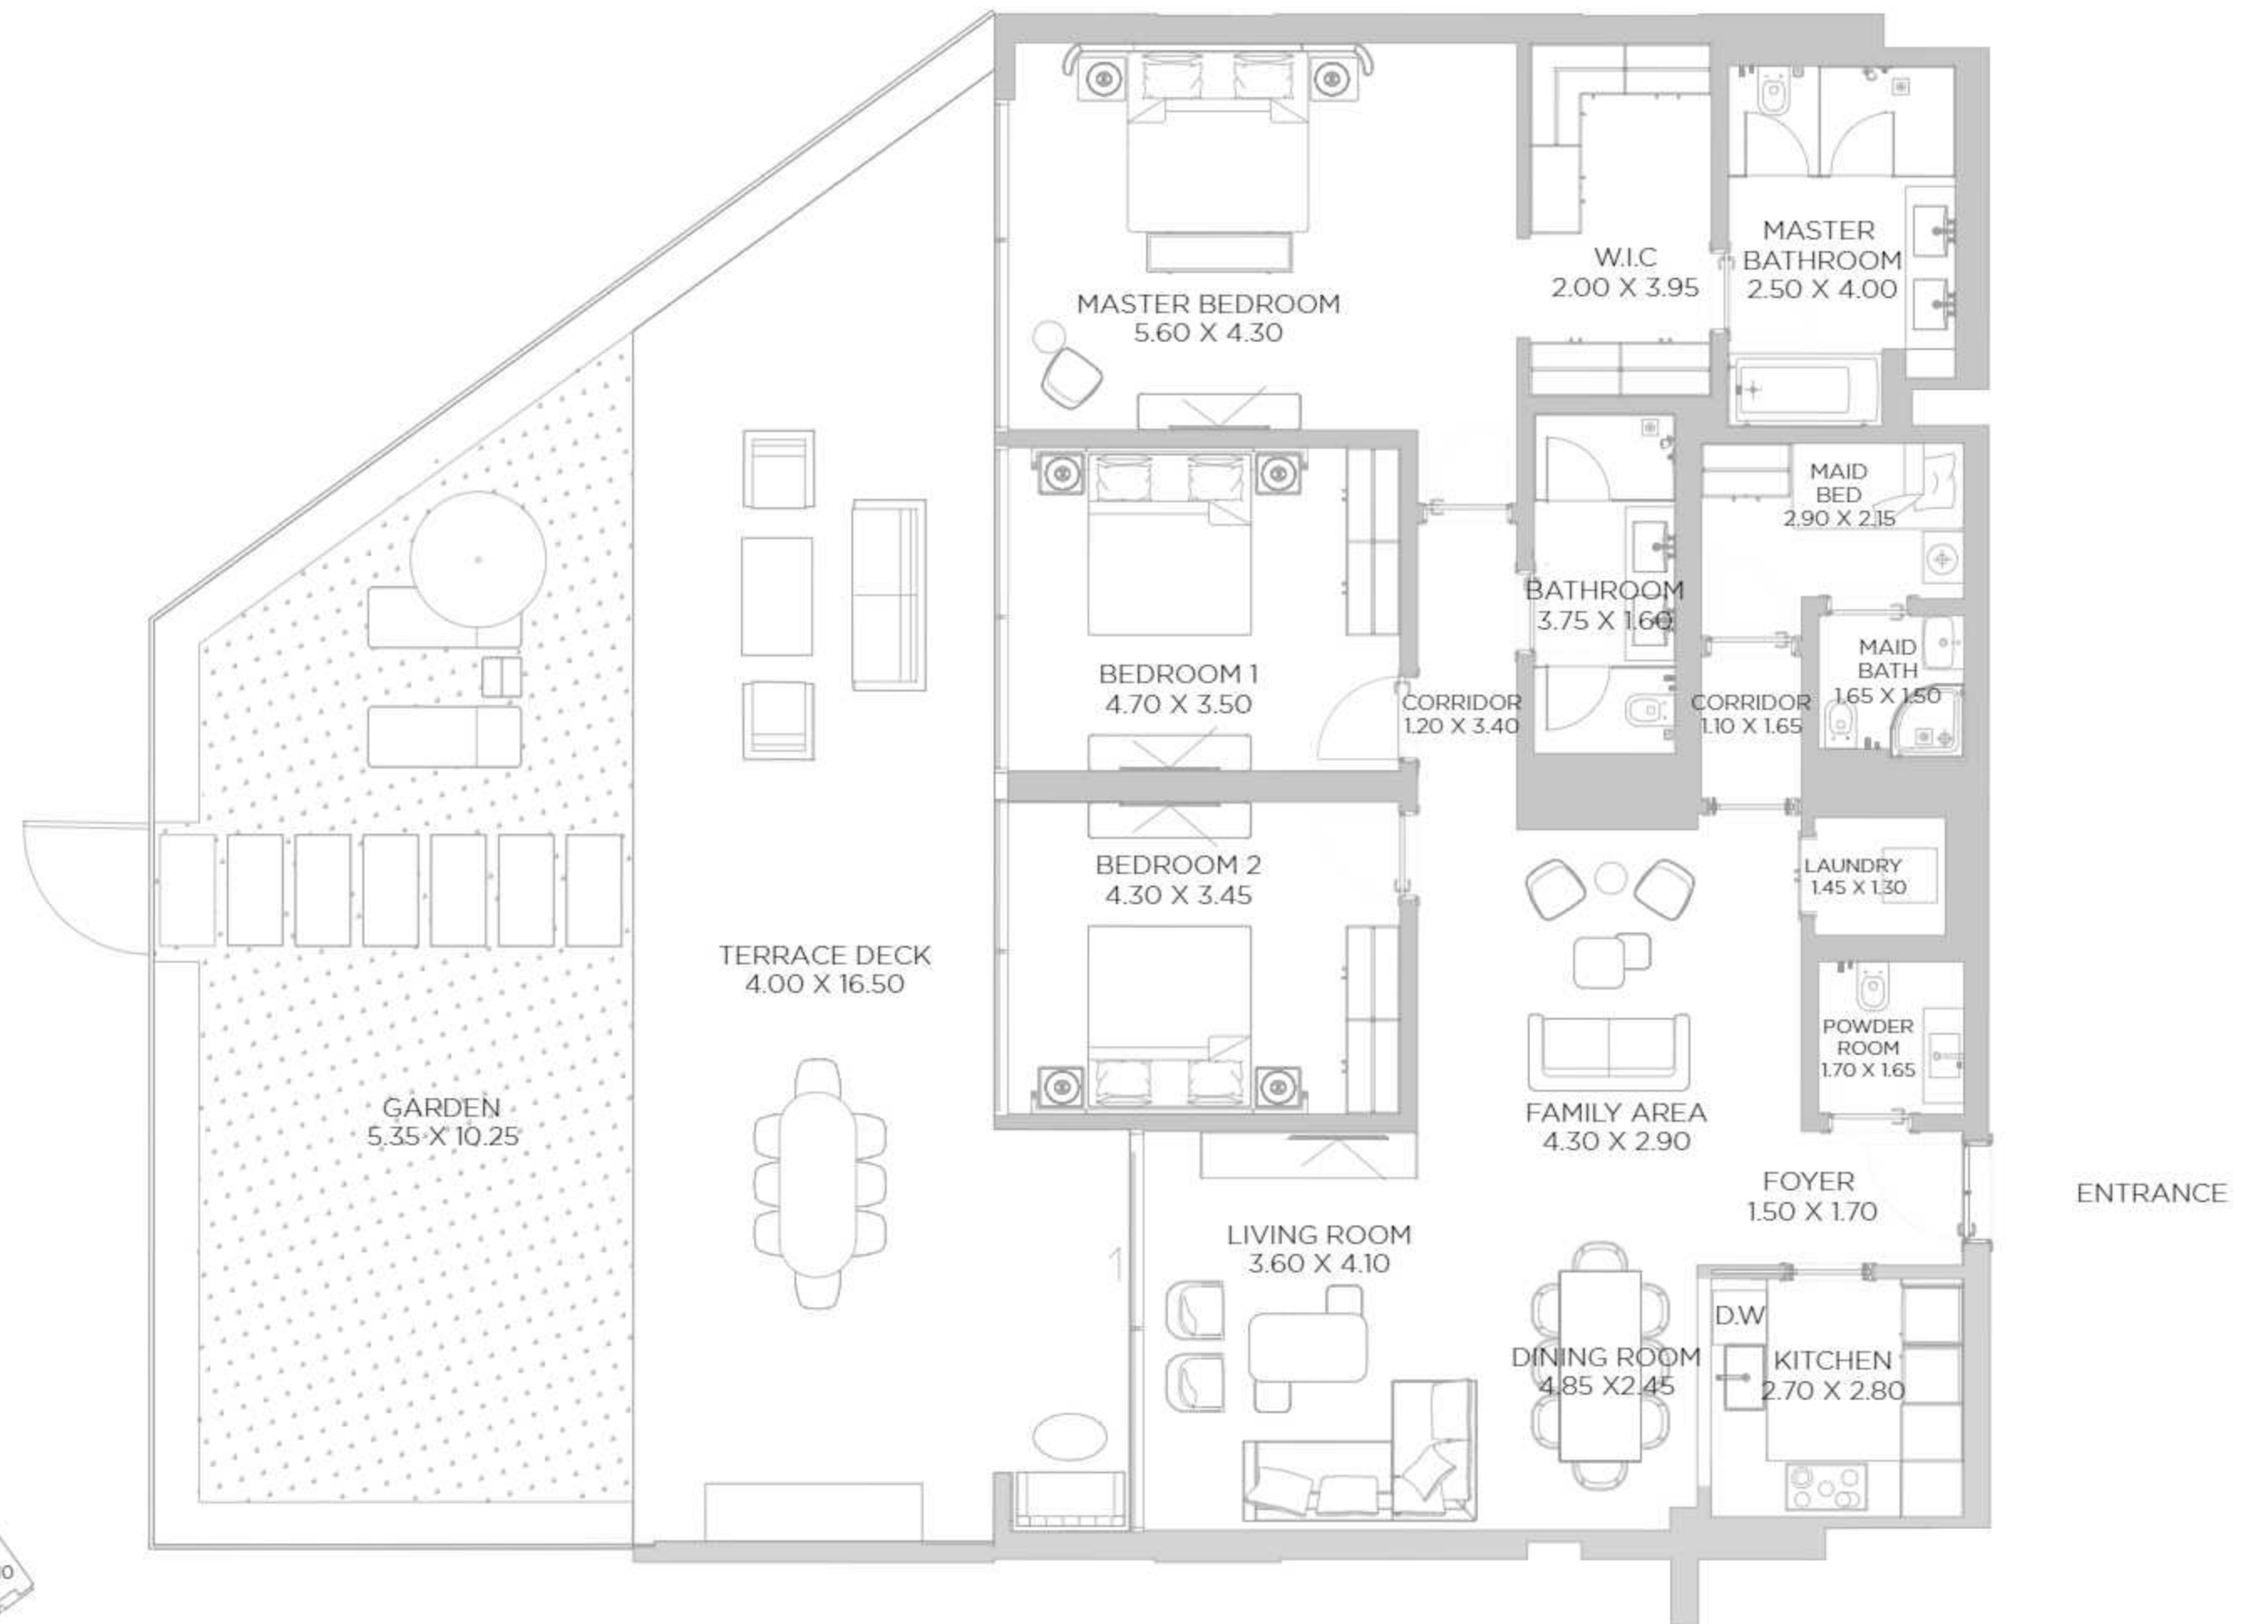 MASTER BEDROOM
5.60 X 4.30
W.I.C
2.00 X 3.95
MASTER
BATHROOM
2.50 X 4.00
MAID
BED
2.90 X 2.15
BATHROOM
3.75 X 1.60
MAID
BATH
1.65 X 1.50
BEDROOM 1
4.70 X 3.50
CORRIDOR
1.20 X 3.40
CORRIDOR
1.10 X 1.65
BEDROOM 2
4.30 X 3.45
LAUNDRY
1.45 X 1.30
TERRACE DECK
4.00 X 16.50
POWDER
ROOM
1.70 X 1.65
GARDEN
5.35 X 10.25
FAMILY AREA
4.30 X 2.90
FOYER
1.50 X 1.70
ENTRANCE
LIVING ROOM
3.60 X 4.10
D.W
DINING ROOM
4.85 X2.45
KITCHEN
2.70 X 2.80